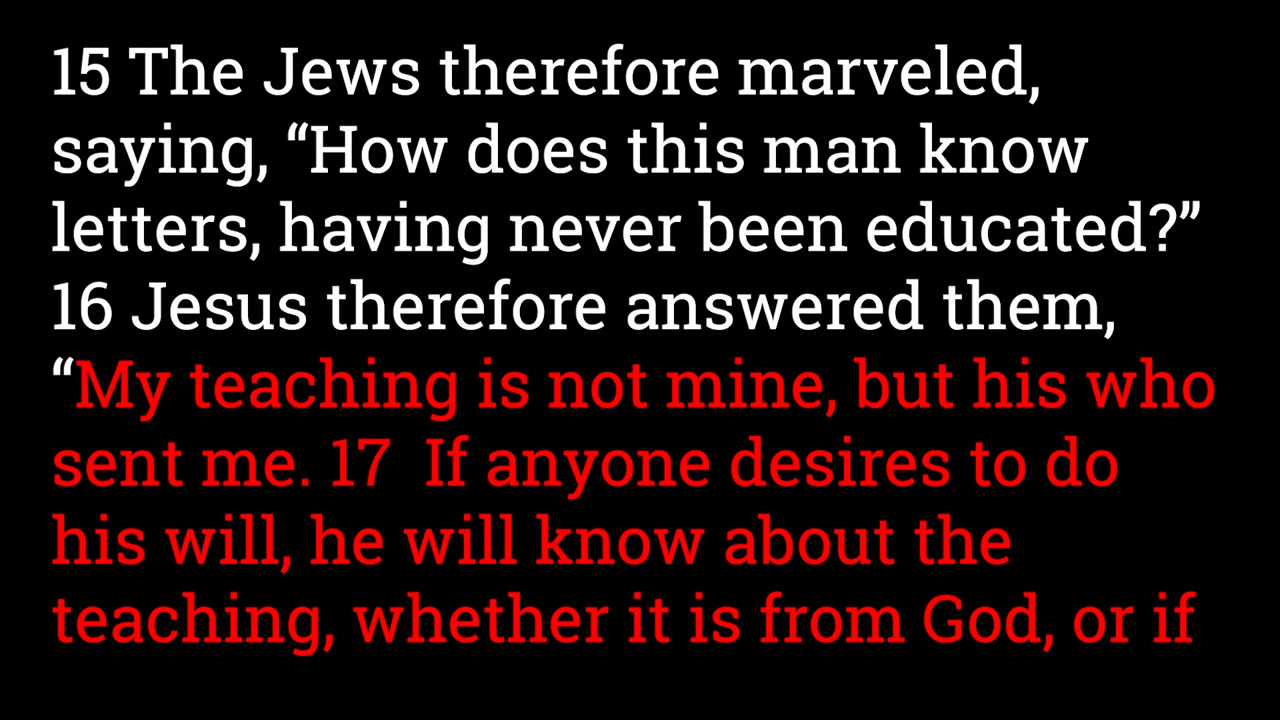 15 The Jews therefore marveled,
saying, “How does this man know
letters, having never been educated?”
16 Jesus therefore answered them,
“My teaching is not mine, but his who
sent me. 17  If anyone desires to do
his will, he will know about the
teaching, whether it is from God, or if